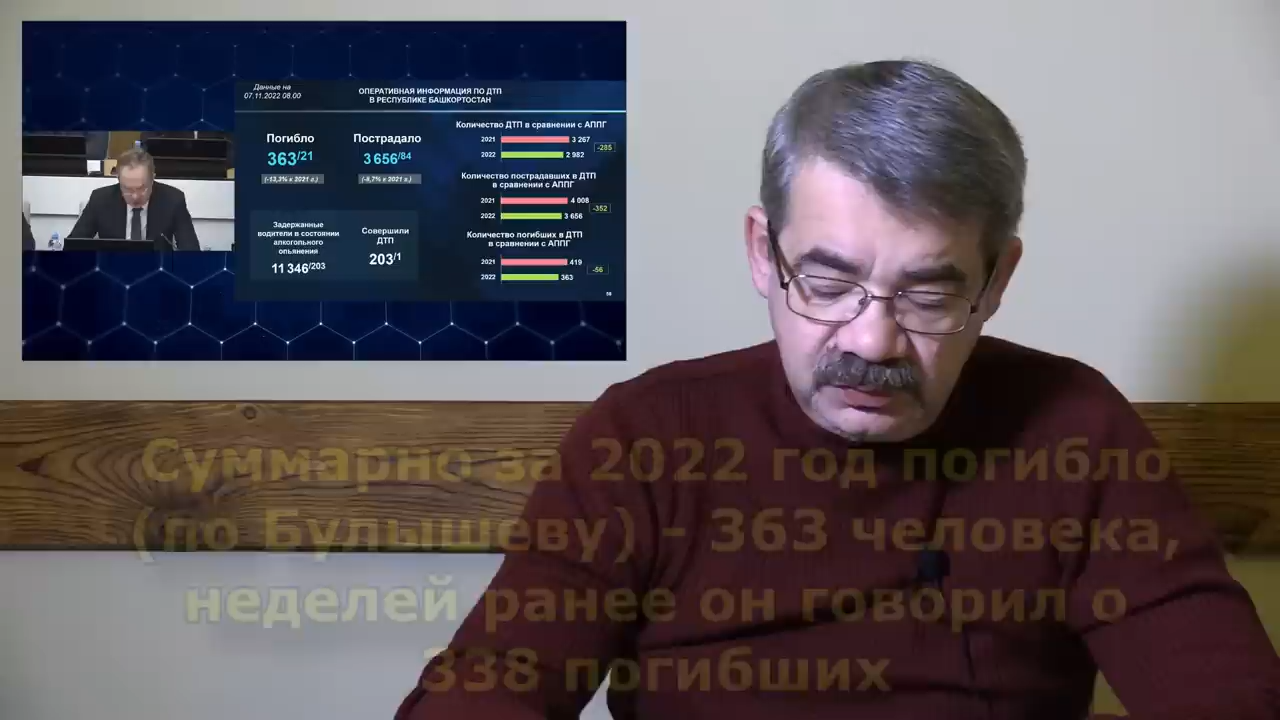 Данные на
07.11.2022 08.00
ОПЕРАТИВНАЯ ИНФОРМАЦИЯ ПО ДТП
В РЕСПУБЛИКЕ БАШКОРТОСТАН
Погибло
363/21
(-13,3% к 2021 г.)
Пострадало
3 656/84
(-8,7% к 2021 г.)
Задержанные
водители в состоянии
алкогольного
опьянения
11 346/203
Совершили
ДТП
203/1
Количество ДТП в сравнении с АППГ
2021 3 267
2022 2 982
-285
Количество пострадавших в ДТП
в сравнении с АППГ
2021 4 008
2022 3 656
-352
Количество погибших в ДТП
в сравнении с АППГ
2021 419
2022 363
-56
Суммарно за 2022 год погибло
(по Булышеву) - 363 человека,
неделей ранее он говорил о
338 погибших